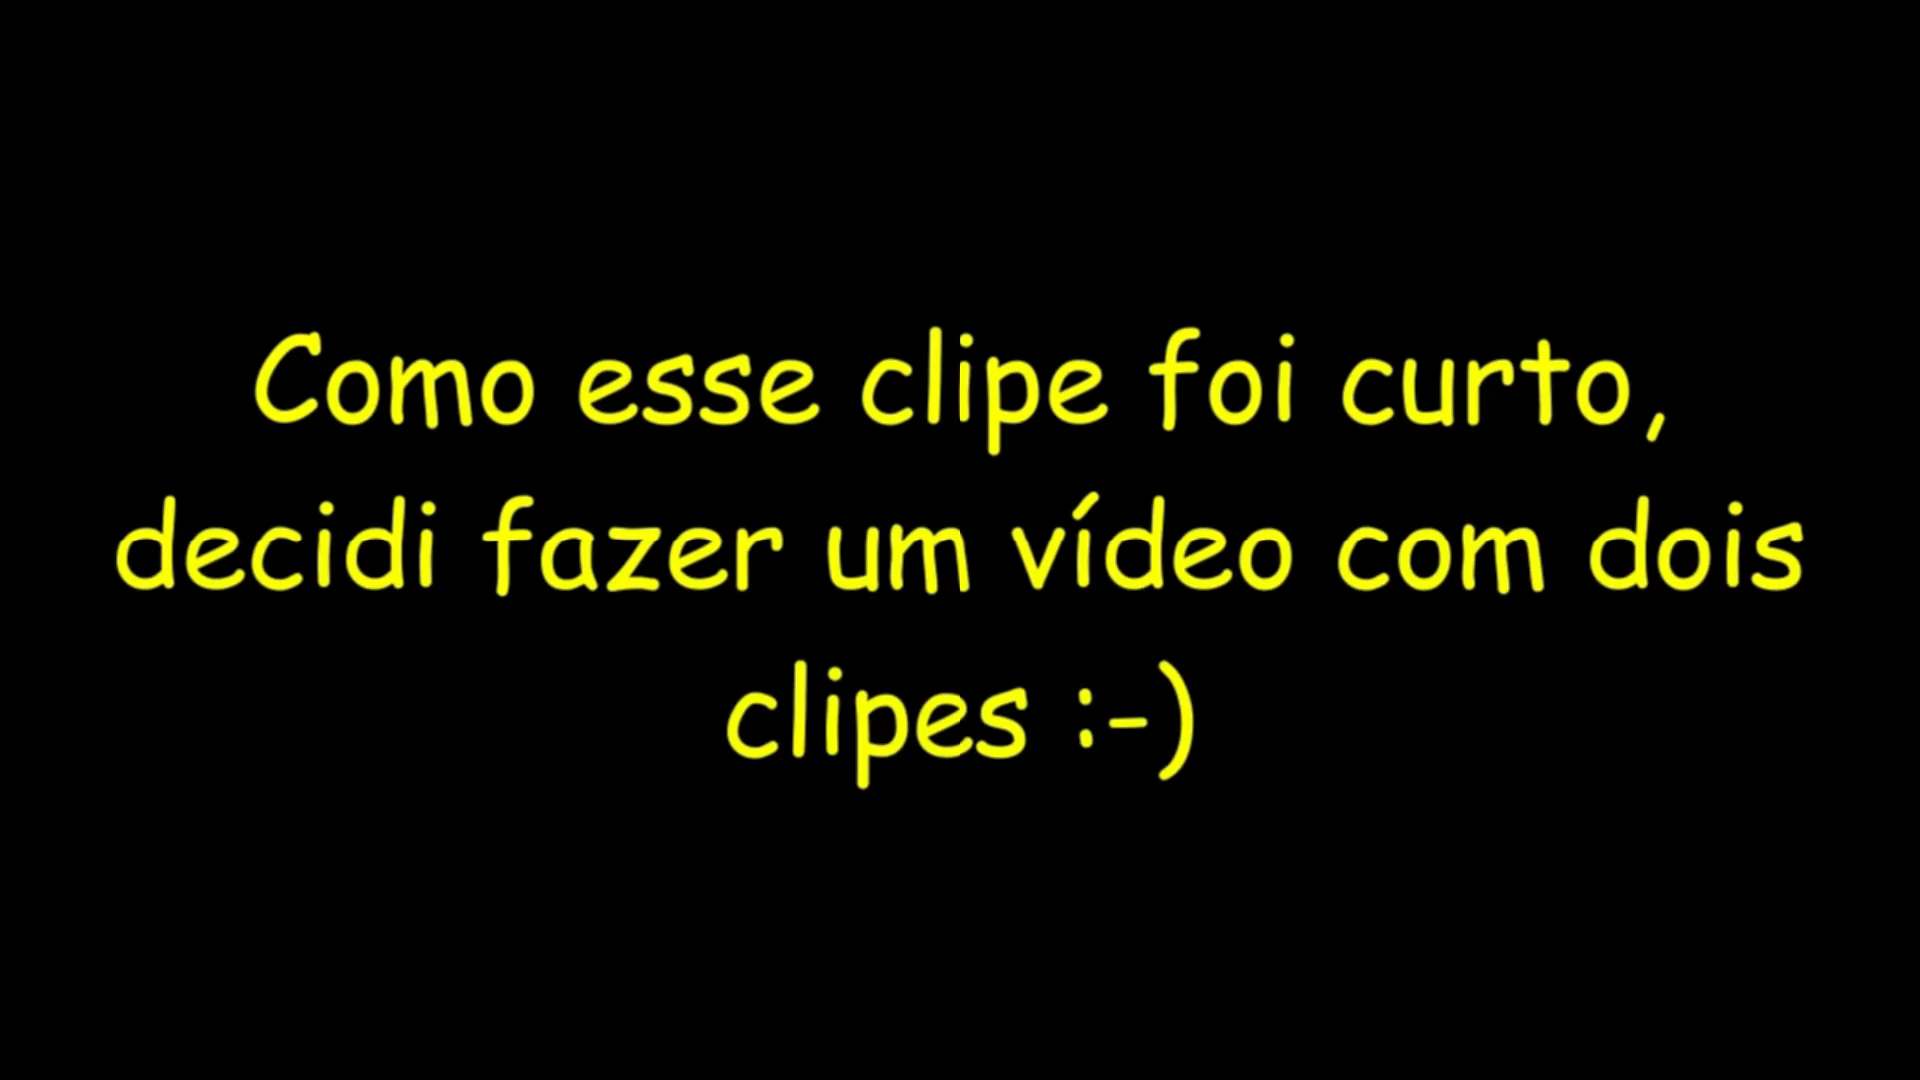 Como esse clipe foi curto,
decidi fazer um vídeo com dois
clipes :-)